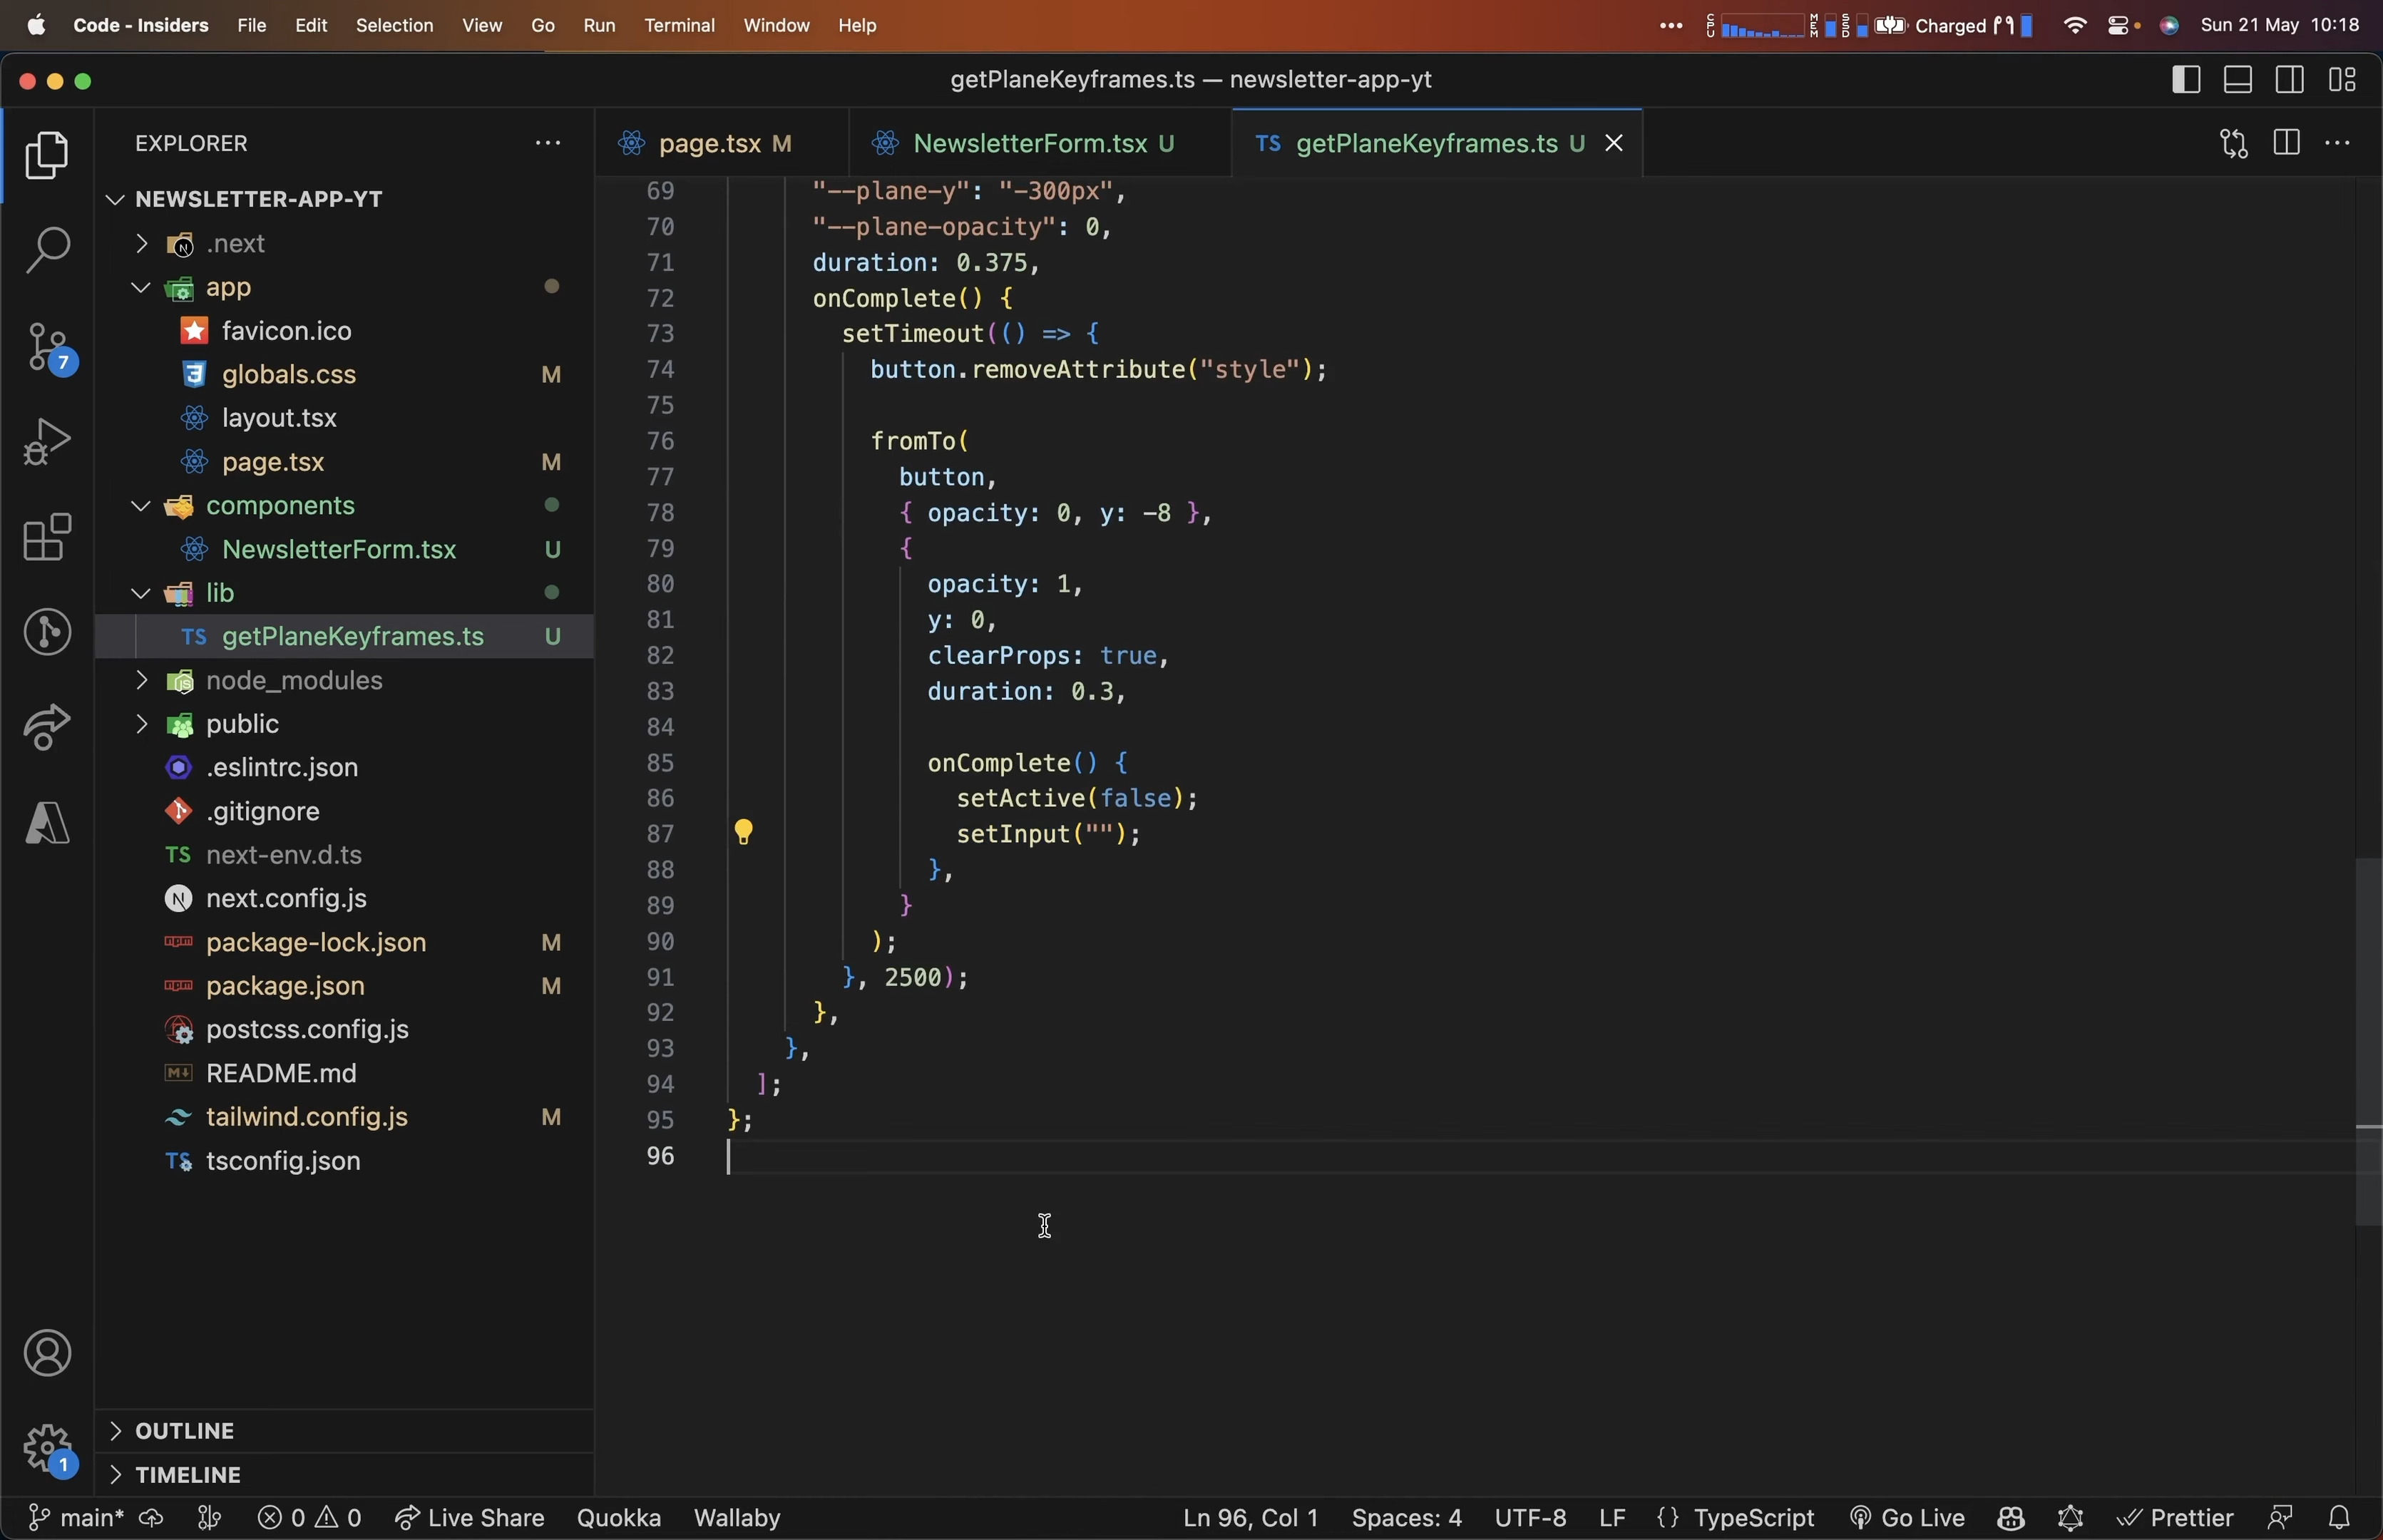 Code - Insiders File Edit Selection View Go Run Terminal Window Help
CPU MEM SSD Charged Sun 21 May 10:18
getPlaneKeyframes.ts — newsletter-app-yt
EXPLORER
page.tsx M NewsletterForm.tsx U TS getPlaneKeyframes.ts U
NEWSLETTER-APP-YT
.next
app
favicon.ico
globals.css M
layout.tsx
page.tsx M
components
NewsletterForm.tsx U
lib
TS getPlaneKeyframes.ts U
node_modules
public
.eslintrc.json
.gitignore
TS next-env.d.ts
N next.config.js
package-lock.json M
package.json M
postcss.config.js
README.md
tailwind.config.js M
TS tsconfig.json
OUTLINE
TIMELINE
7
1
69 "--plane-y": "-300px",
70 "--plane-opacity": 0,
71 duration: 0.375,
72 onComplete() {
73 setTimeout(() => {
74 button.removeAttribute("style");
75
76 fromTo(
77 button,
78 { opacity: 0, y: -8 },
79 {
80 opacity: 1,
81 y: 0,
82 clearProps: true,
83 duration: 0.3,
84
85 onComplete() {
86 setActive(false);
87 setInput("");
88 },
89 }
90 );
91 }, 2500);
92 },
93 },
94 ];
95 };
96
main* 0 0 Live Share Quokka Wallaby Ln 96, Col 1 Spaces: 4 UTF-8 LF {} TypeScript Go Live Prettier